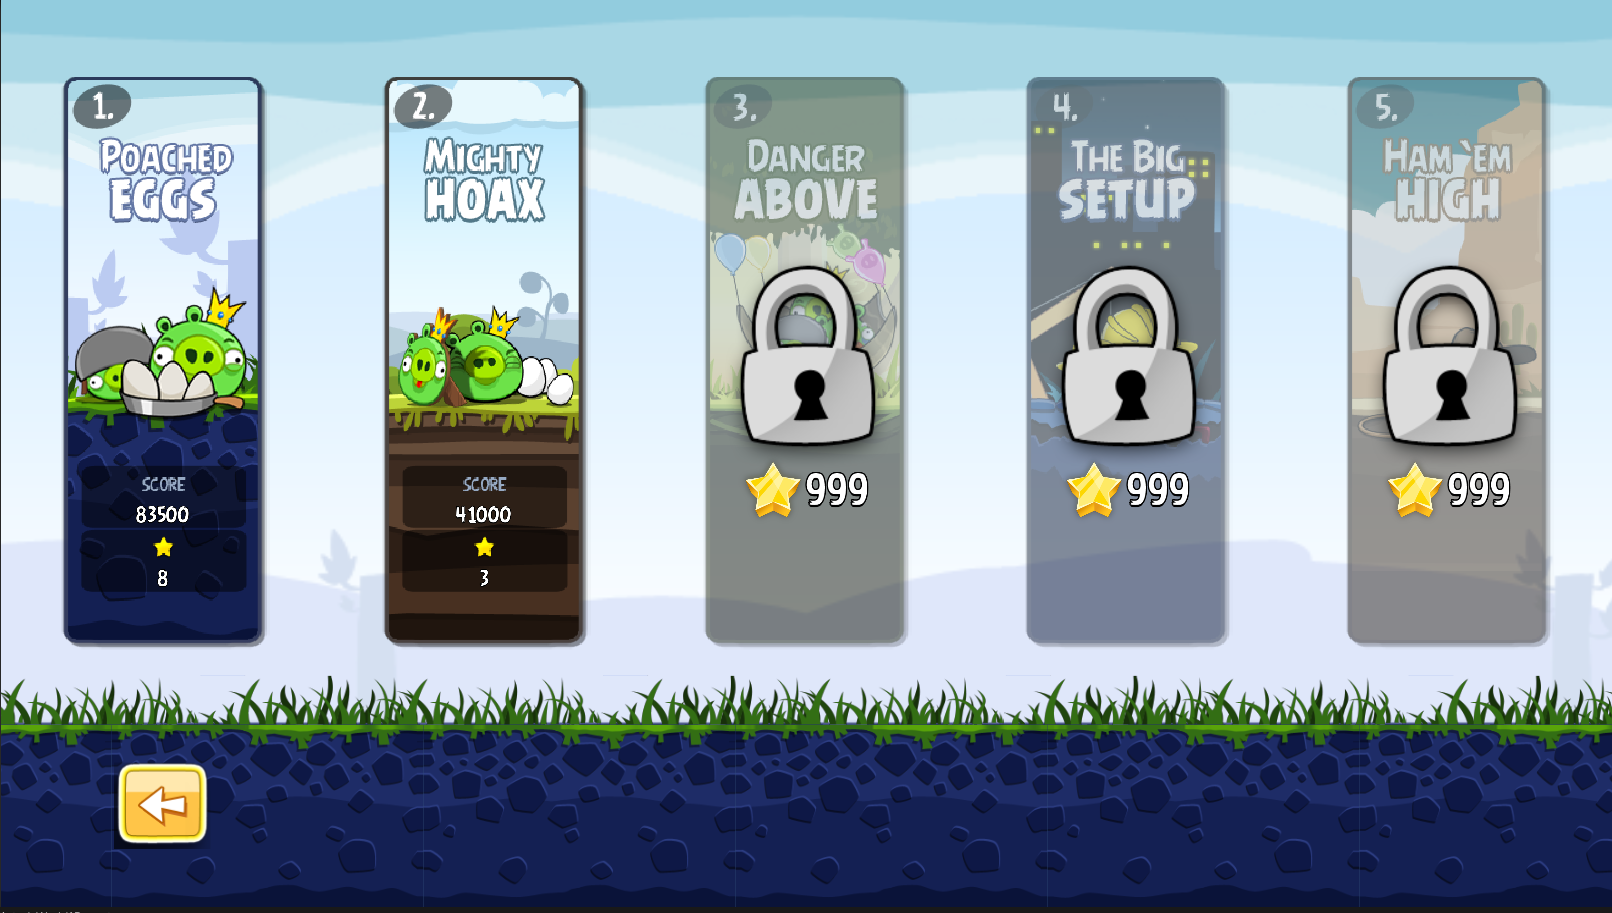 1.
POACHED
EGGS
SCORE
83500
8
2.
MIGHTY
HOAX
SCORE
41000
3
3.
DANGER
ABOVE
999
4.
THE BIG
SETUP
999
5.
HAM `EM
HIGH
999